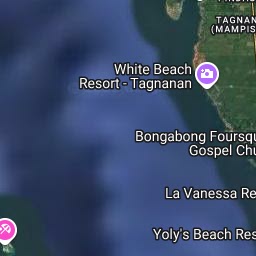 TAGNAN
(MAMPIS
White Beach
Resort - Tagnanan
Bongabong Foursqu
Gospel Chu
La Vanessa Re
Yoly's Beach Res